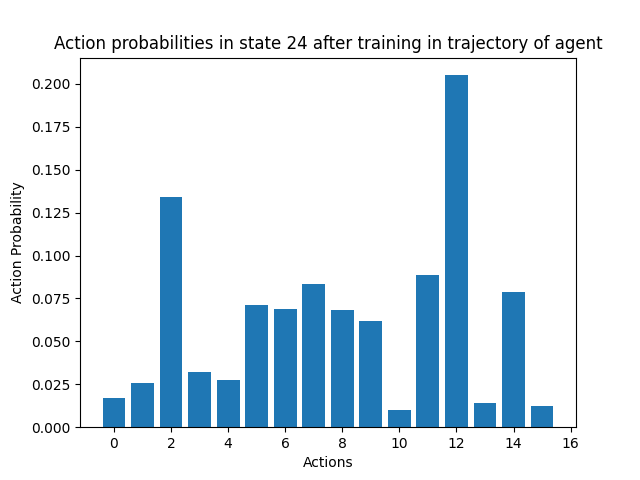 Action probabilities in state 24 after training in trajectory of agent
0.200
0.175
0.150
0.125
0.100
0.075
0.050
0.025
0.000
Action Probability
0 2 4 6 8 10 12 14 16
Actions